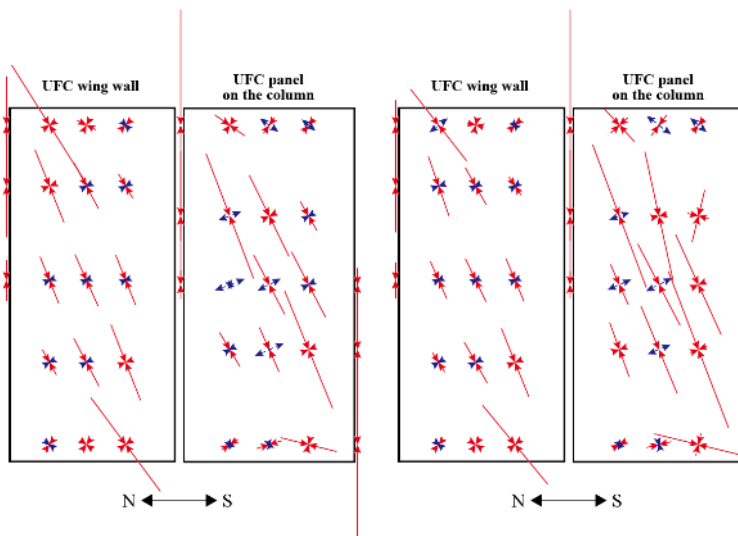 UFC wing wall
UFC panel
on the column
UFC wing wall
UFC panel
on the column
N S
N S